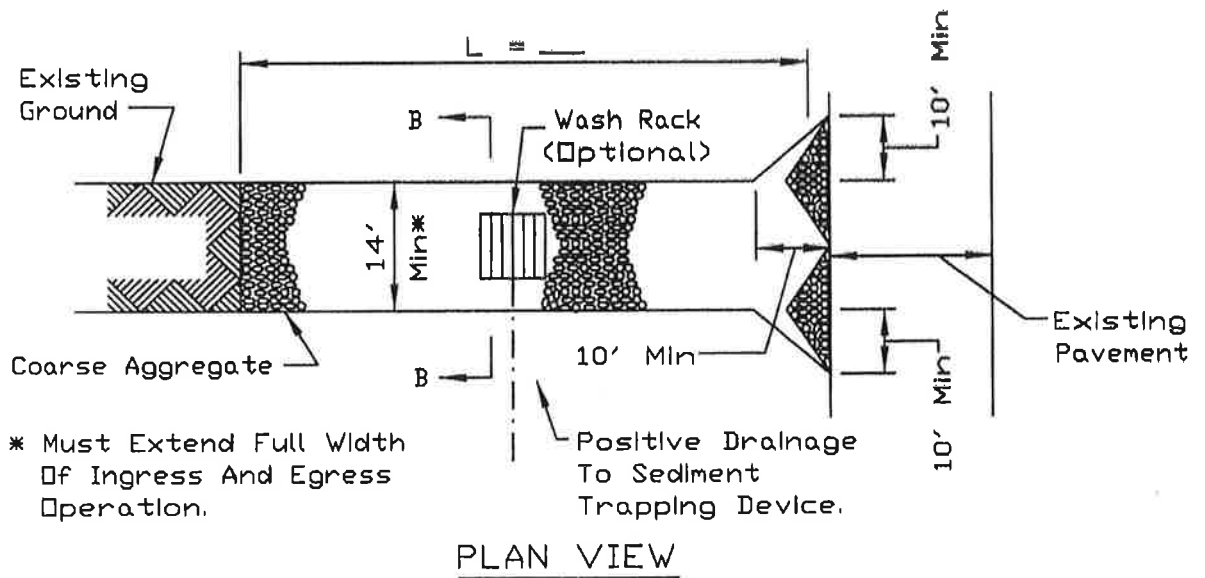 L = ___
Existing
Ground
B
Wash Rack
(Optional)
10' Min
14'
Min*
10' Min
Existing
Pavement
Coarse Aggregate
B
10' Min
* Must Extend Full Width
Of Ingress And Egress
Operation.
Positive Drainage
To Sediment
Trapping Device.
PLAN VIEW